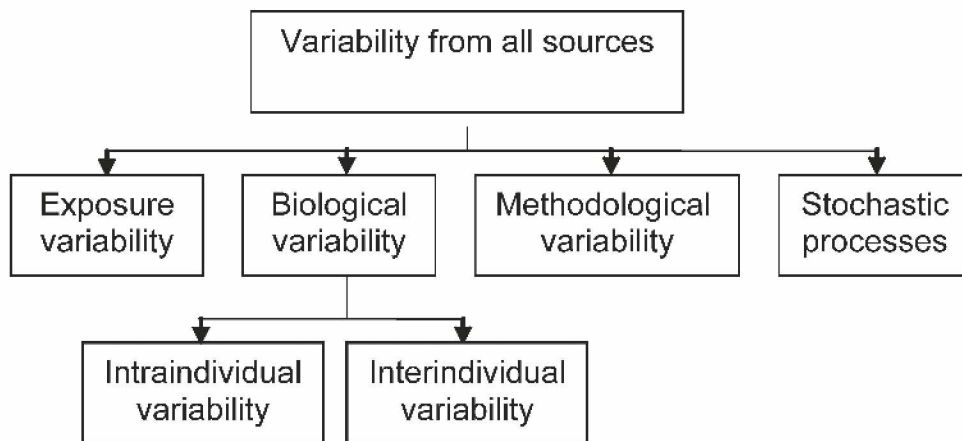 Variability from all sources
Exposure
variability
Biological
variability
Methodological
variability
Stochastic
processes
Intraindividual
variability
Interindividual
variability